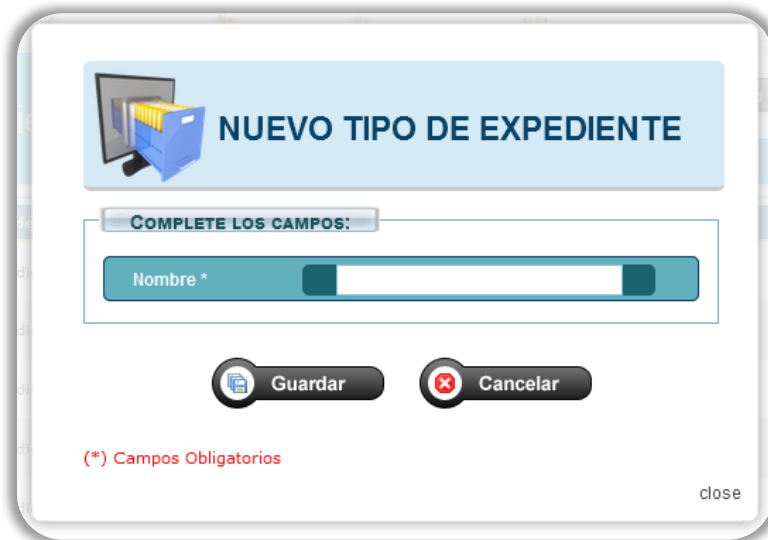 NUEVO TIPO DE EXPEDIENTE
COMPLETE LOS CAMPOS:
Nombre *
Guardar
Cancelar
(*) Campos Obligatorios
close